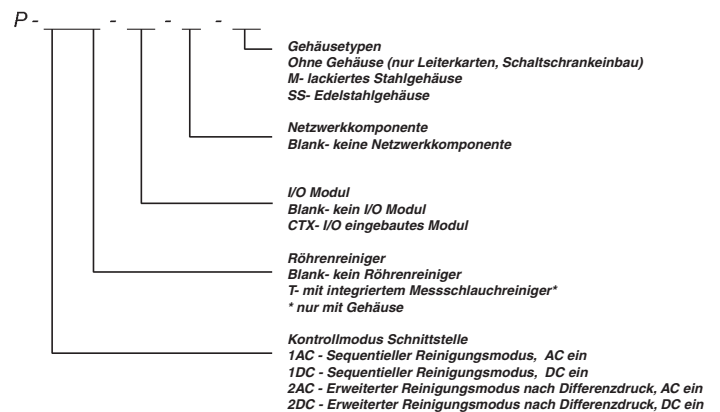 P - - - -
Gehäusetypen
Ohne Gehäuse (nur Leiterkarten, Schaltschrankeinbau)
M- lackiertes Stahlgehäuse
SS- Edelstahlgehäuse
Netzwerkkomponente
Blank- keine Netzwerkkomponente
I/O Modul
Blank- kein I/O Modul
CTX- I/O eingebautes Modul
Röhrenreiniger
Blank- kein Röhrenreiniger
T- mit integriertem Messschlauchreiniger*
* nur mit Gehäuse
Kontrollmodus Schnittstelle
1AC - Sequentieller Reinigungsmodus, AC ein
1DC - Sequentieller Reinigungsmodus, DC ein
2AC - Erweiterter Reinigungsmodus nach Differenzdruck, AC ein
2DC - Erweiterter Reinigungsmodus nach Differenzdruck, DC ein